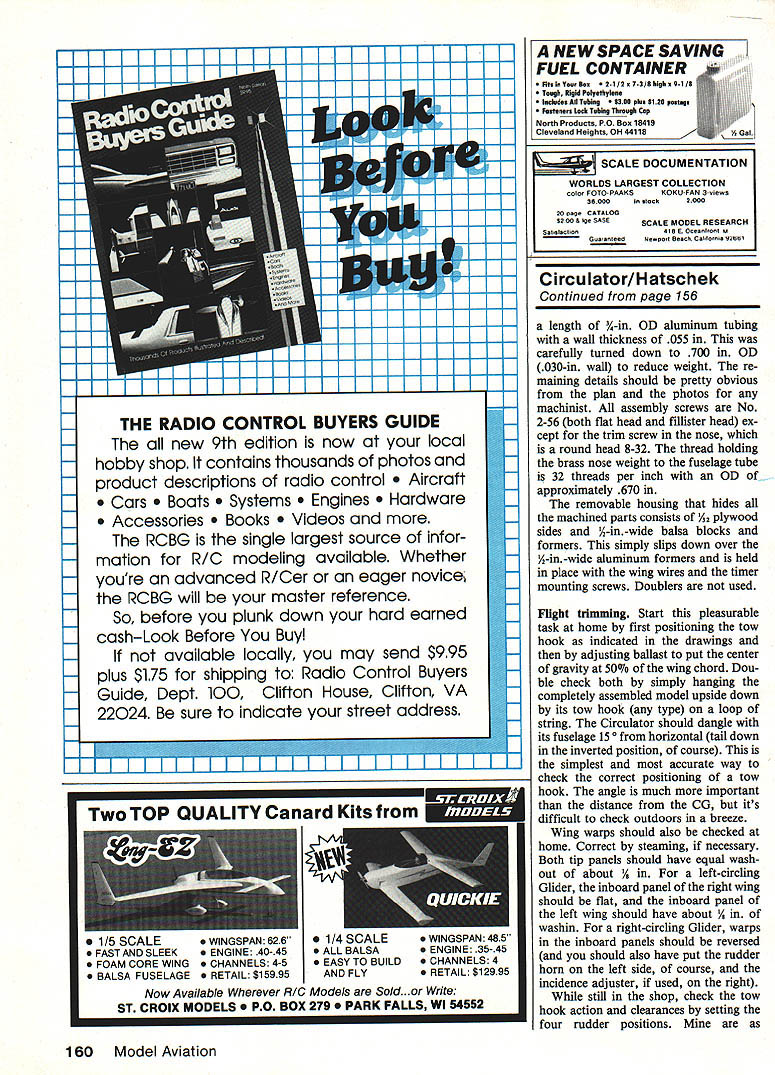 Radio Control
Buyers Guide
Ninth Edition
$9.95
•Aircraft
•Cars
•Boats
•Systems
•Engines
•Hardware
•Accessories
•Books
•Videos
•And More
Thousands Of Products Illustrated And Described!
Look
Before
You
Buy!
THE RADIO CONTROL BUYERS GUIDE
The all new 9th edition is now at your local
hobby shop. It contains thousands of photos and
product descriptions of radio control • Aircraft
• Cars • Boats • Systems • Engines • Hardware
• Accessories • Books • Videos and more.
The RCBG is the single largest source of infor-
mation for R/C modeling available. Whether
you're an advanced R/Cer or an eager novice,
the RCBG will be your master reference.
So, before you plunk down your hard earned
cash–Look Before You Buy!
If not available locally, you may send $9.95
plus $1.75 for shipping to: Radio Control Buyers
Guide, Dept. 100, Clifton House, Clifton, VA
22024. Be sure to indicate your street address.
Two TOP QUALITY Canard Kits from
ST. CROIX
MODELS
Long-EZ
• 1/5 SCALE
• FAST AND SLEEK
• FOAM CORE WING
• BALSA FUSELAGE
• WINGSPAN: 62.6"
• ENGINE: .40-.45
• CHANNELS: 4-5
• RETAIL: $159.95
NEW
QUICKIE
• 1/4 SCALE
• ALL BALSA
• EASY TO BUILD
AND FLY
• WINGSPAN: 48.5"
• ENGINE: .35-.45
• CHANNELS: 4
• RETAIL: $129.95
Now Available Wherever R/C Models are Sold...or Write:
ST. CROIX MODELS • P.O. BOX 279 • PARK FALLS, WI 54552
A NEW SPACE SAVING
FUEL CONTAINER
• Fits in Your Box • 2-1/2 x 7-3/8 high x 9-1/8
• Tough, Rigid Polyethylene
• Includes All Tubing • $3.00 plus $1.20 postage
• Fasteners Lock Tubing Through Cap
North Products, P.O. Box 18419
Cleveland Heights, OH 44118
½ Gal.
SCALE DOCUMENTATION
WORLDS LARGEST COLLECTION
color FOTO-PAAKS KOKU-FAN 3-views
36,000 in stock 2,000
20 page CATALOG
$2.00 & lge SASE
Satisfaction
Guaranteed
SCALE MODEL RESEARCH
418 E. Oceanfront M
Newport Beach, California 92661
Circulator/Hatschek
Continued from page 156
a length of ¾-in. OD aluminum tubing
with a wall thickness of .055 in. This was
carefully turned down to .700 in. OD
(.030-in. wall) to reduce weight. The re-
maining details should be pretty obvious
from the plan and the photos for any
machinist. All assembly screws are No.
2-56 (both flat head and fillister head) ex-
cept for the trim screw in the nose, which
is a round head 8-32. The thread holding
the brass nose weight to the fuselage tube
is 32 threads per inch with an OD of
approximately .670 in.
The removable housing that hides all
the machined parts consists of 1/32 plywood
sides and ½-in.-wide balsa blocks and
formers. This simply slips down over the
½-in.-wide aluminum formers and is held
in place with the wing wires and the timer
mounting screws. Doublers are not used.
Flight trimming. Start this pleasurable
task at home by first positioning the tow
hook as indicated in the drawings and
then by adjusting ballast to put the center
of gravity at 50% of the wing chord. Dou-
ble check both by simply hanging the
completely assembled model upside down
by its tow hook (any type) on a loop of
string. The Circulator should dangle with
its fuselage 15° from horizontal (tail down
in the inverted position, of course). This is
the simplest and most accurate way to
check the correct positioning of a tow
hook. The angle is much more important
than the distance from the CG, but it's
difficult to check outdoors in a breeze.
Wing warps should also be checked at
home. Correct by steaming, if necessary.
Both tip panels should have equal wash-
out of about ⅛ in. For a left-circling
Glider, the inboard panel of the right wing
should be flat, and the inboard panel of
the left wing should have about ⅛ in. of
washin. For a right-circling Glider, warps
in the inboard panels should be reversed
(and you should also have put the rudder
horn on the left side, of course, and the
incidence adjuster, if used, on the right).
While still in the shop, check the tow
hook action and clearances by setting the
four rudder positions. Mine are as
160 Model Aviation